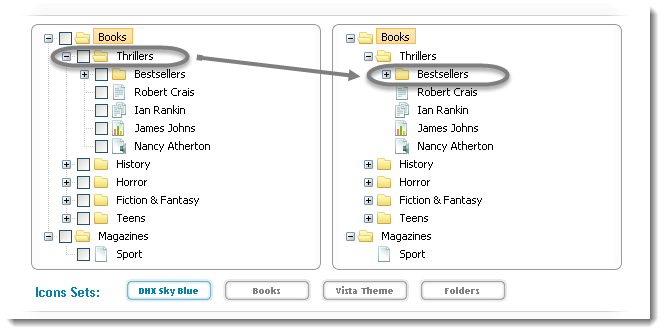 Books
Thrillers
Bestsellers
Robert Crais
Ian Rankin
James Johns
Nancy Atherton
History
Horror
Fiction & Fantasy
Teens
Magazines
Sport
Books
Thrillers
Bestsellers
Robert Crais
Ian Rankin
James Johns
Nancy Atherton
History
Horror
Fiction & Fantasy
Teens
Magazines
Sport
Icons Sets: DHX Sky Blue Books Vista Theme Folders